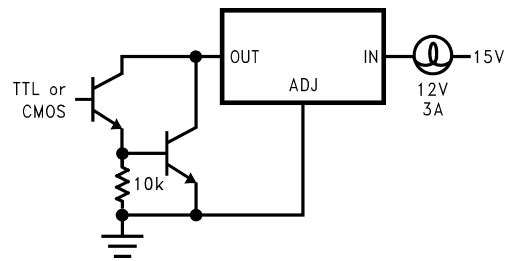 OUT IN
15V
ADJ
TTL or
CMOS
12V
3A
10k